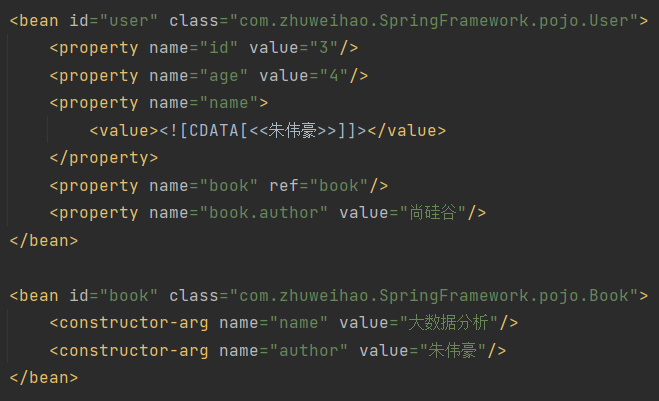 <bean id="user" class="com.zhuweihao.SpringFramework.pojo.User">
    <property name="id" value="3"/>
    <property name="age" value="4"/>
    <property name="name">
        <value><![CDATA[<<朱伟豪>>]]></value>
    </property>
    <property name="book" ref="book"/>
    <property name="book.author" value="尚硅谷"/>
</bean>

<bean id="book" class="com.zhuweihao.SpringFramework.pojo.Book">
    <constructor-arg name="name" value="大数据分析"/>
    <constructor-arg name="author" value="朱伟豪"/>
</bean>